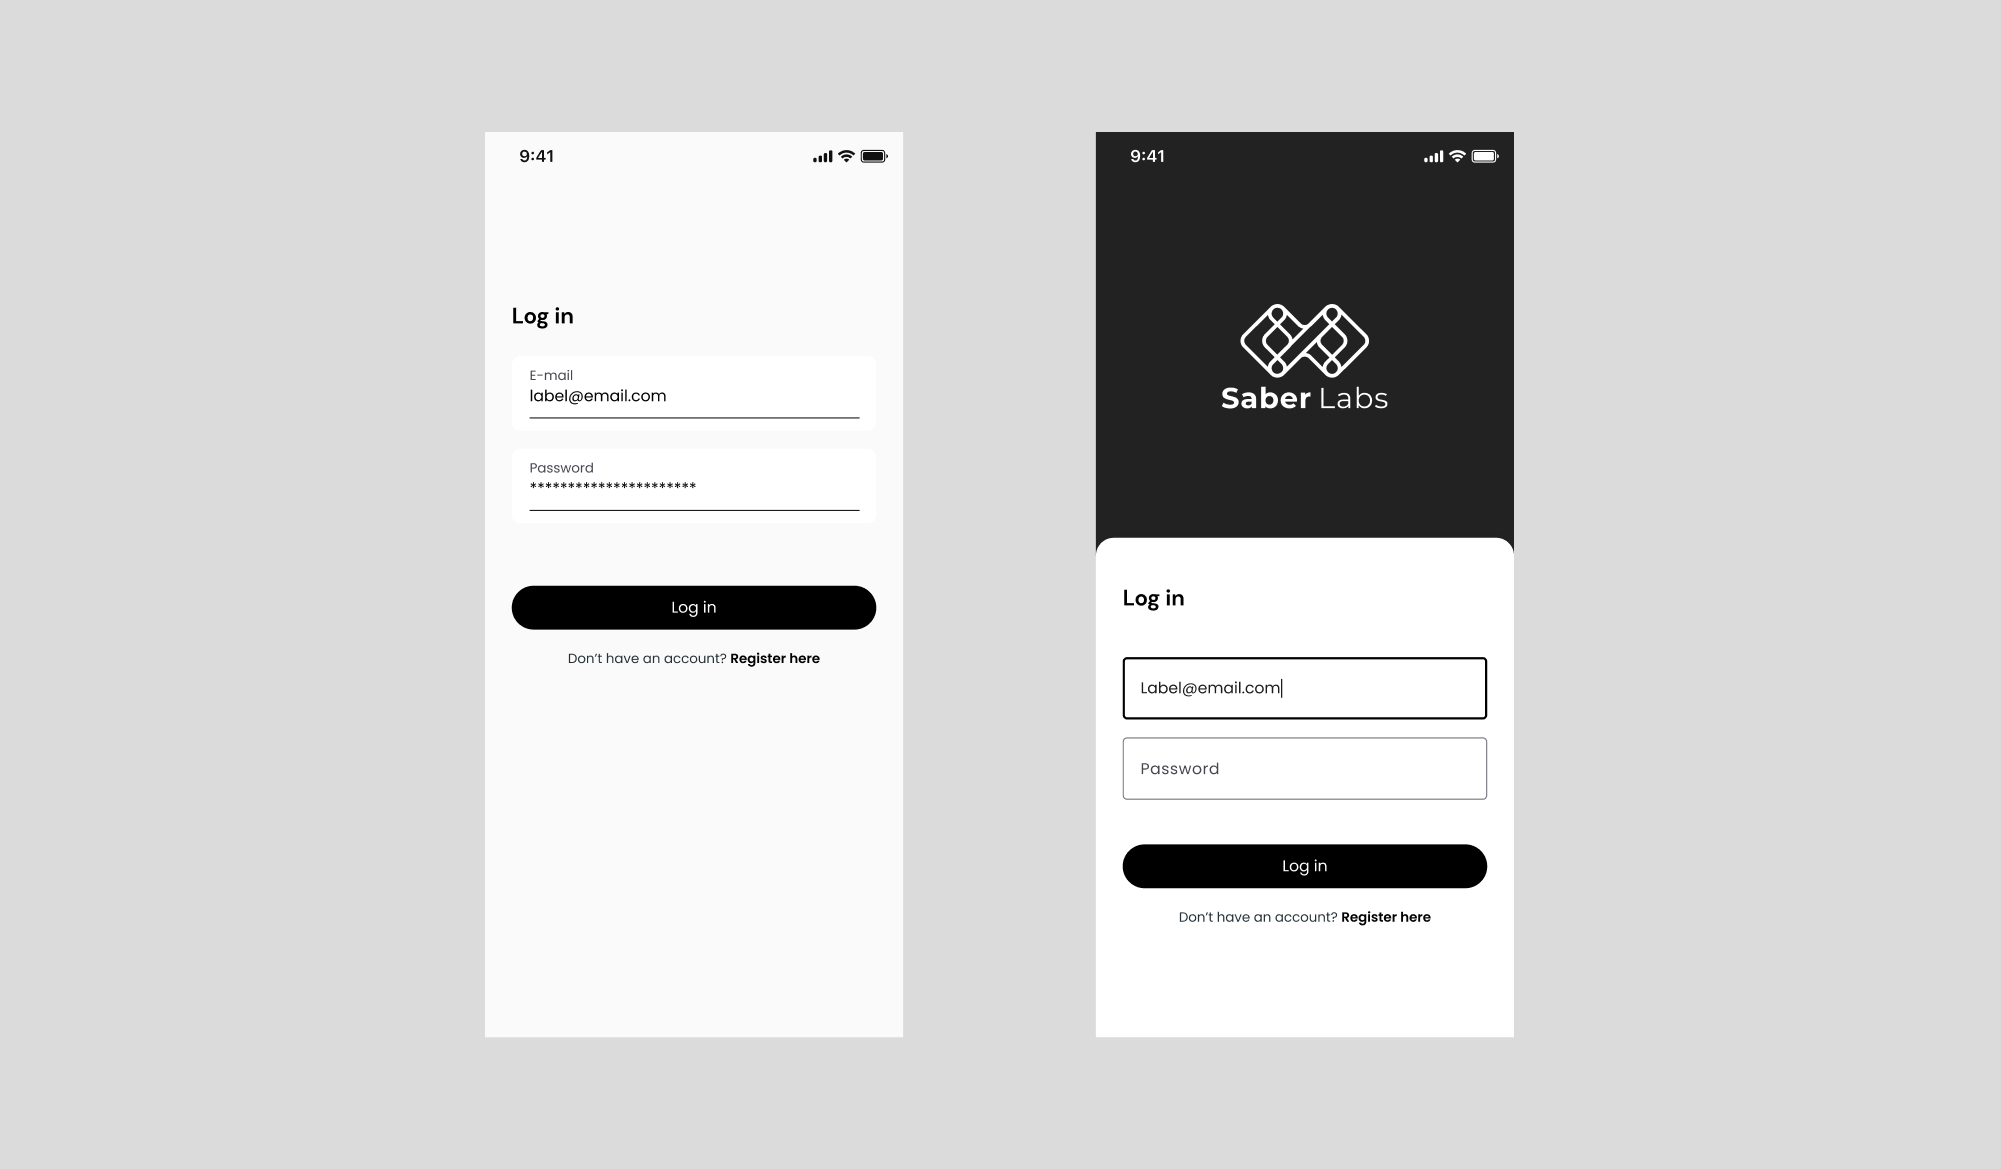 9:41
Log in
E-mail
label@email.com
Password
**********************
Log in
Don’t have an account? Register here
9:41
Saber Labs
Log in
Label@email.com
Password
Log in
Don’t have an account? Register here